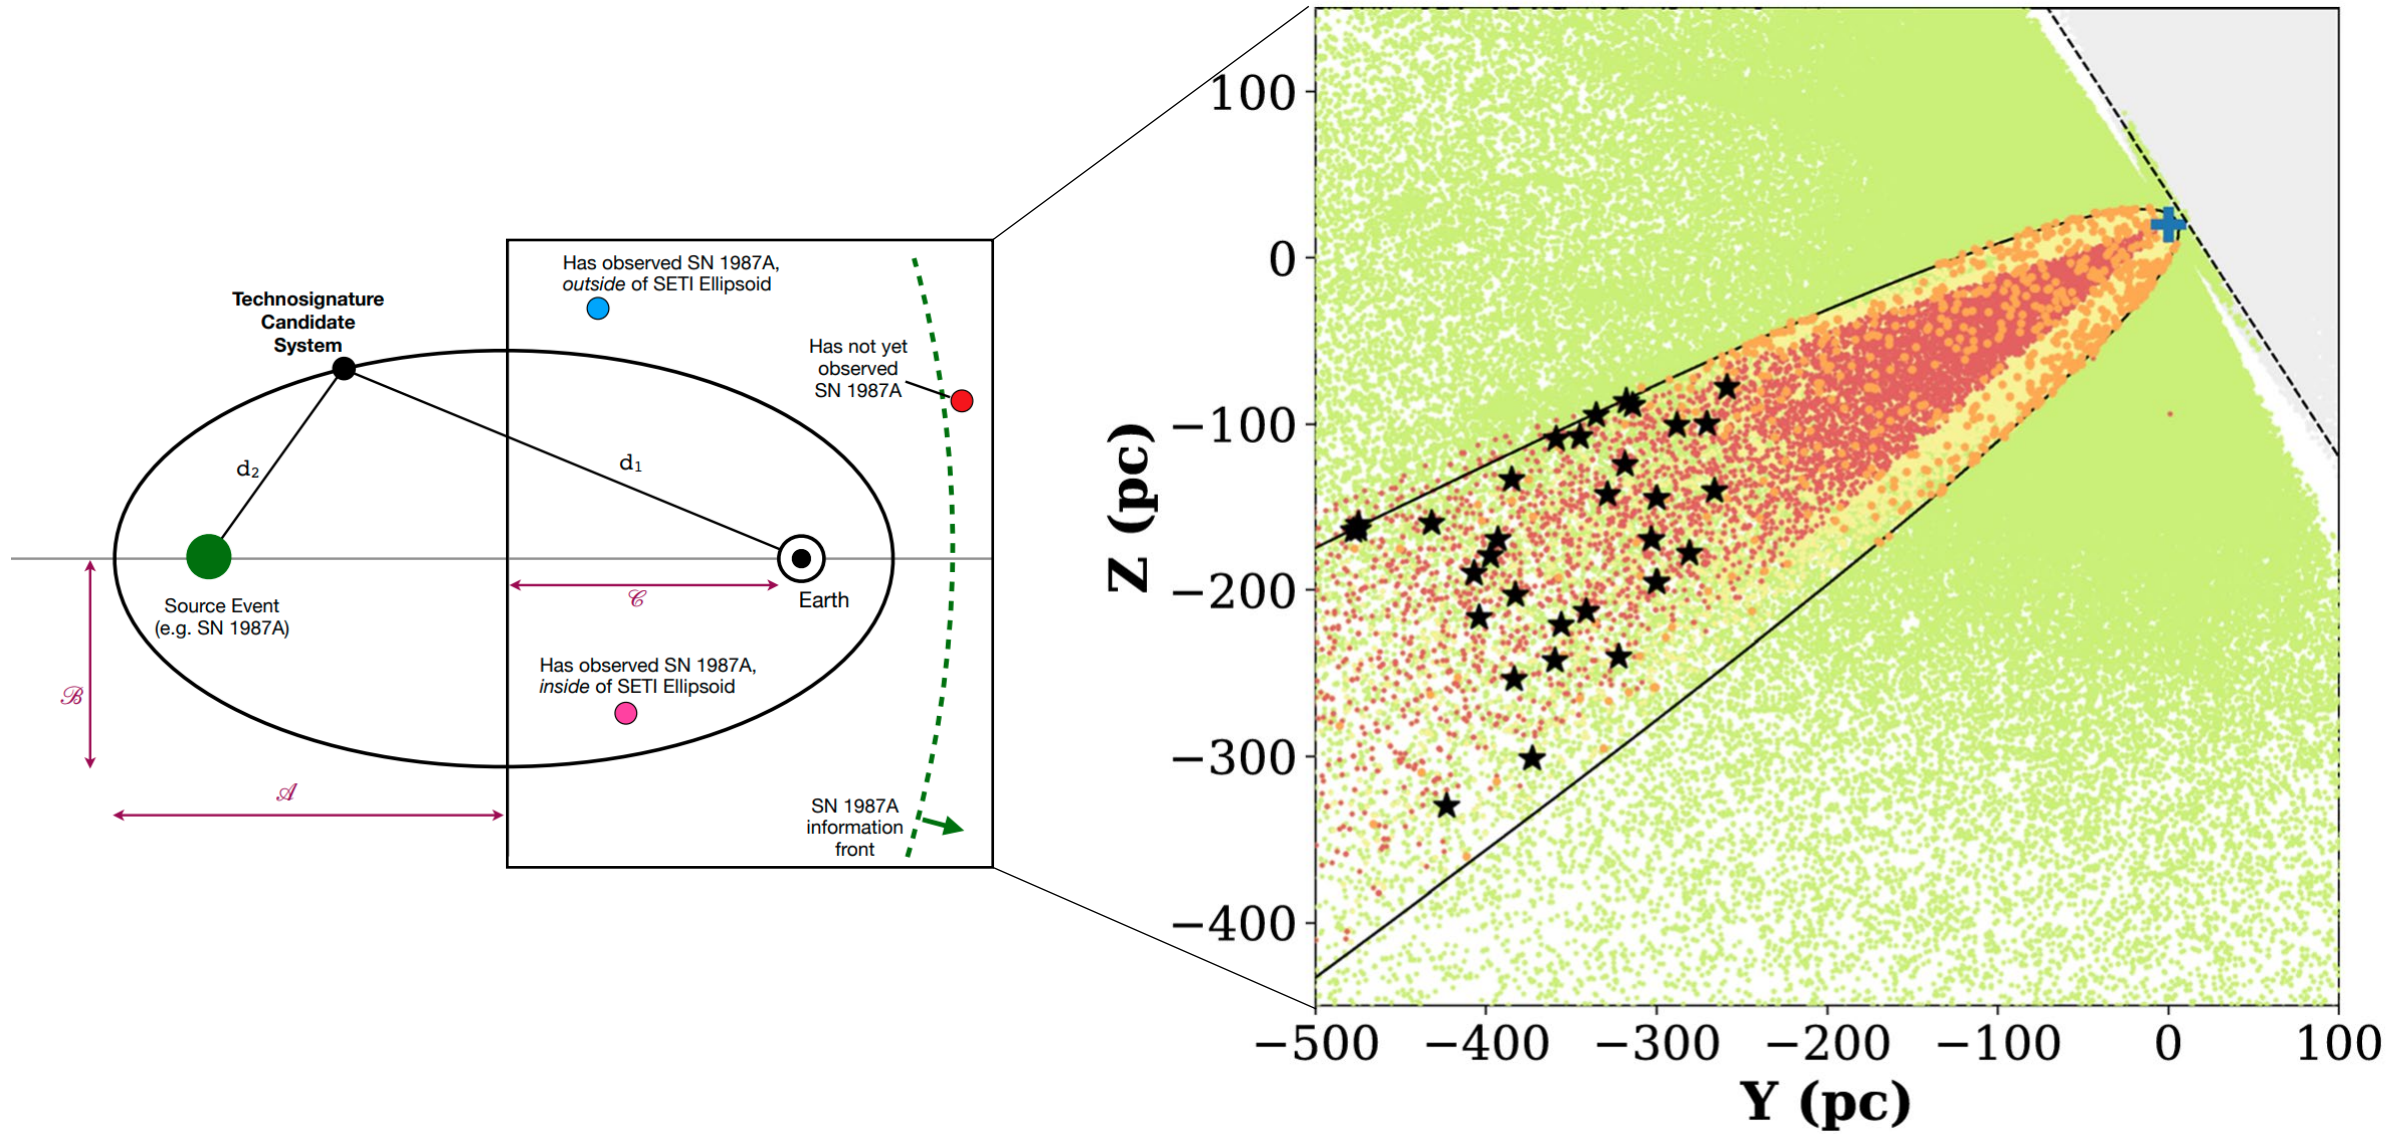 Has observed SN 1987A,
outside of SETI Ellipsoid
Technosignature
Candidate
System
Has not yet
observed
SN 1987A
d₂
d₁
Source Event
(e.g. SN 1987A)
𝒞
Earth
ℬ
Has observed SN 1987A,
inside of SETI Ellipsoid
𝒜
SN 1987A
information
front
100
0
−100
−200
−300
−400
Z (pc)
−500 −400 −300 −200 −100 0 100
Y (pc)